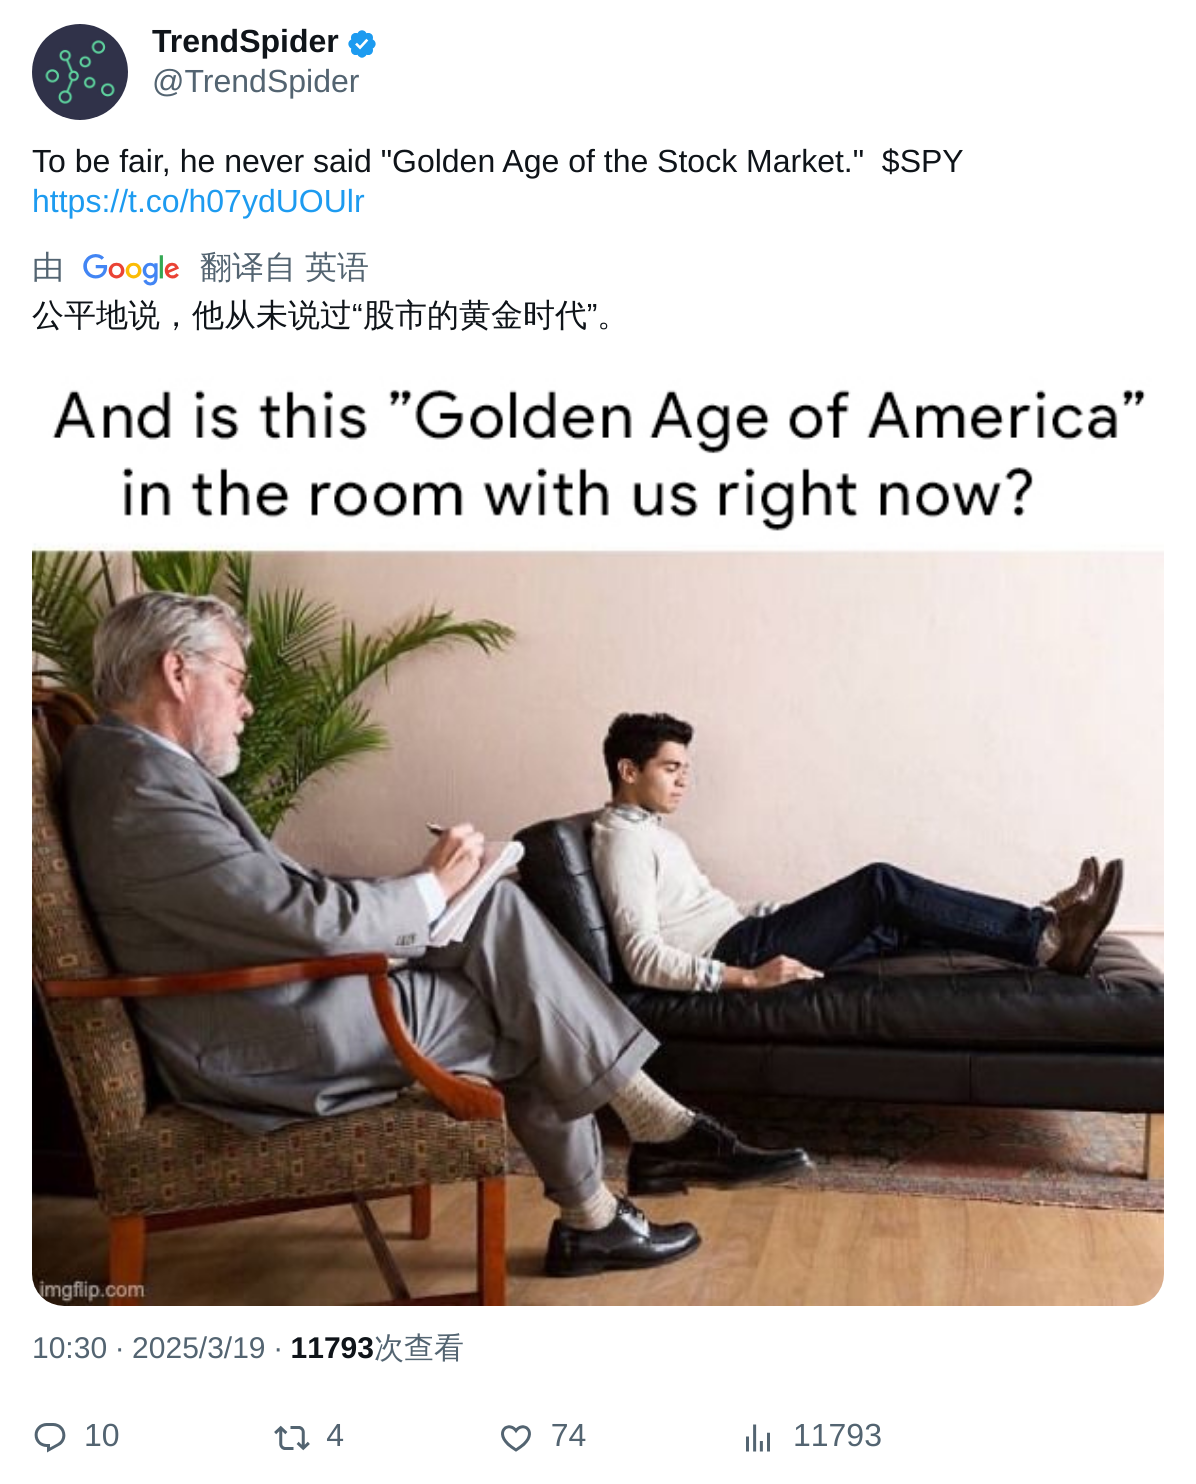 TrendSpider
@TrendSpider
To be fair, he never said "Golden Age of the Stock Market."  $SPY
https://t.co/h07ydUOUlr
由 Google 翻译自 英语
公平地说，他从未说过“股市的黄金时代”。
And is this ”Golden Age of America”
in the room with us right now?
imgflip.com
10:30 · 2025/3/19 · 11793次查看
10 4 74 11793